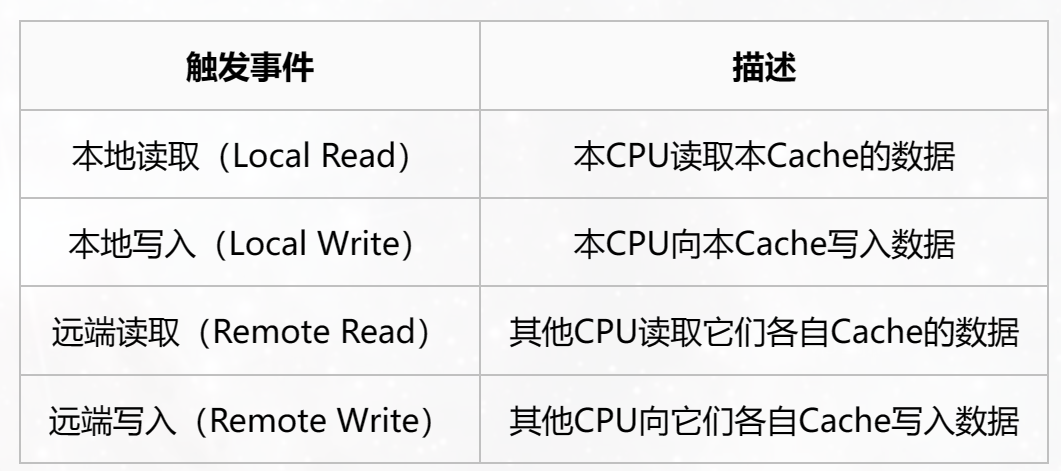 触发事件 描述
本地读取（Local Read） 本CPU读取本Cache的数据
本地写入（Local Write） 本CPU向本Cache写入数据
远端读取（Remote Read） 其他CPU读取它们各自Cache的数据
远端写入（Remote Write） 其他CPU向它们各自Cache写入数据